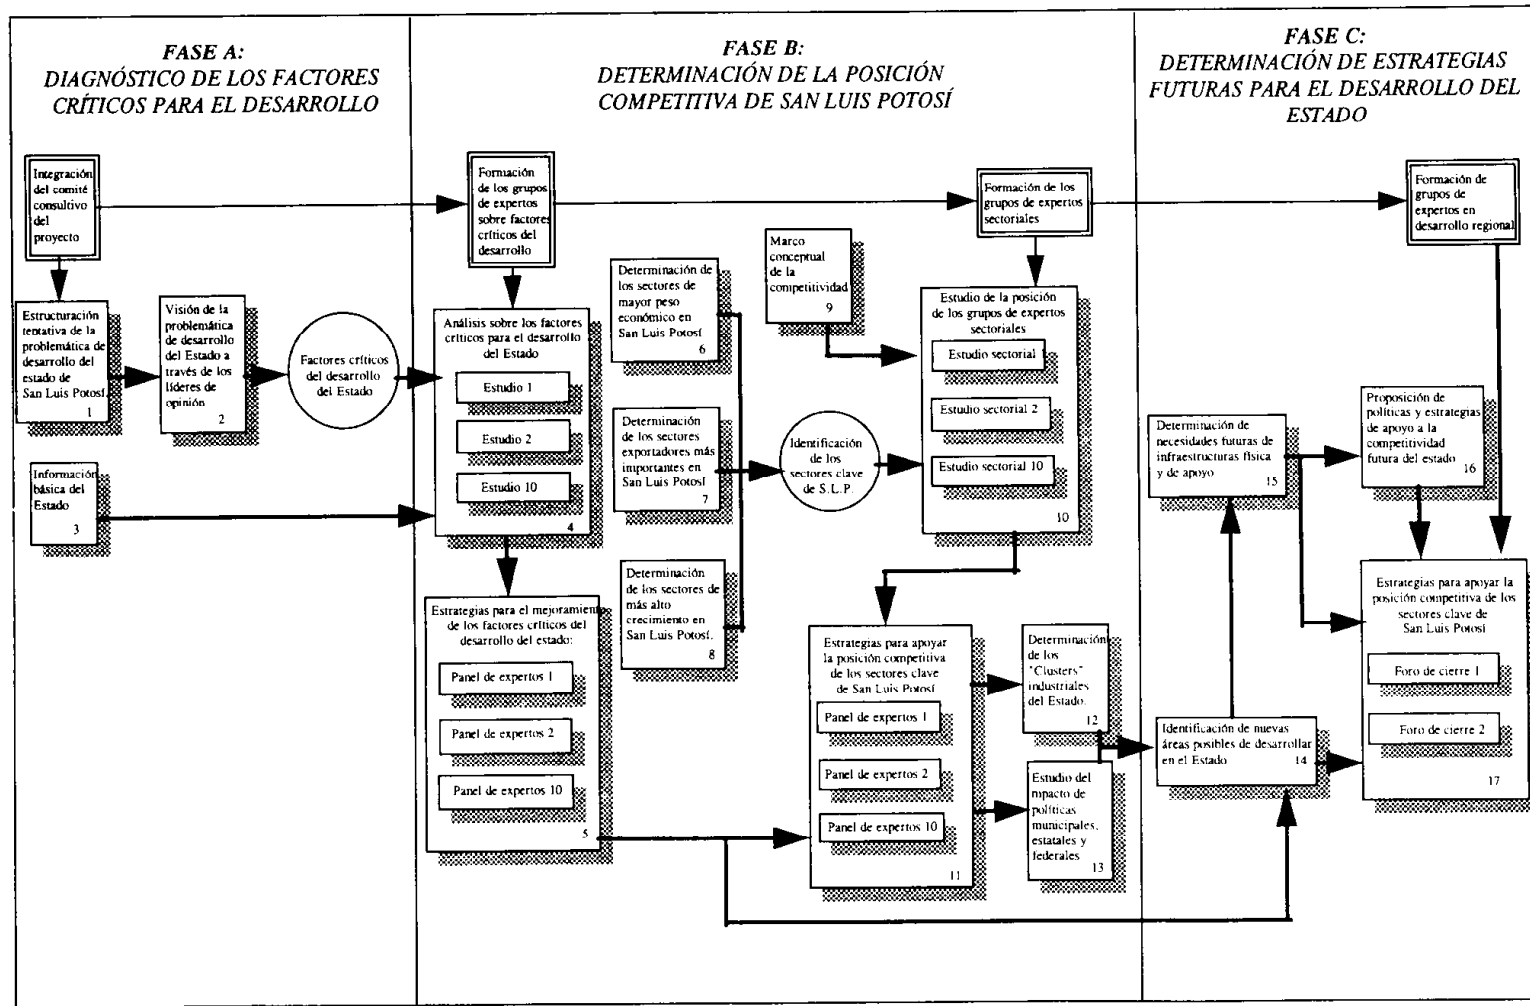 FASE A:
DIAGNÓSTICO DE LOS FACTORES
CRÍTICOS PARA EL DESARROLLO
Integración
del comité
consultivo
del
proyecto
Estructuración
tentativa de la
problemática de
desarrollo del
estado de
San Luis Potosí.
1
Visión de la
problemática
de desarrollo
del Estado a
través de los
líderes de
opinión
2
Factores críticos
del desarrollo
del Estado
Información
básica del
Estado
3
FASE B:
DETERMINACIÓN DE LA POSICIÓN
COMPETITIVA DE SAN LUIS POTOSÍ
Formación
de los grupos
de expertos
sobre factores
críticos del
desarrollo
Análisis sobre los factores
críticos para el desarrollo
del Estado
Estudio 1
Estudio 2
Estudio 10
4
Estrategias para el mejoramiento
de los factores críticos del
desarrollo del estado:
Panel de expertos 1
Panel de expertos 2
Panel de expertos 10
5
Determinación de
los sectores de
mayor peso
económico en
San Luis Potosí
6
Determinación
de los sectores
exportadores más
importantes en
San Luis Potosí
7
Determinación
de los sectores de
más alto
crecimiento en
San Luis Potosí.
8
Marco
conceptual
de la
competitividad
9
Identificación
de los
sectores clave
de S.L.P.
Formación de los
grupos de expertos
sectoriales
Estudio de la posición
de los grupos de expertos
sectoriales
Estudio sectorial 1
Estudio sectorial 2
Estudio sectorial 10
10
Estrategias para apoyar
la posición competitiva
de los sectores clave
de San Luis Potosí
Panel de expertos 1
Panel de expertos 2
Panel de expertos 10
11
Determinación
de los
"Clusters"
industriales
del Estado.
12
Estudio del
mpacto de
políticas
municipales,
estatales y
federales
13
FASE C:
DETERMINACIÓN DE ESTRATEGIAS
FUTURAS PARA EL DESARROLLO DEL
ESTADO
Formación de
grupos de
expertos en
desarrollo regional
Determinación de
necesidades futuras de
infraestructuras física
y de apoyo
15
Proposición de
políticas y estrategias
de apoyo a la
competitividad
futura del estado
16
Identificación de nuevas
áreas posibles de desarrollar
en el Estado
14
Estrategias para apoyar la
posición competitiva de los
sectores clave de
San Luis Potosí
Foro de cierre 1
Foro de cierre 2
17